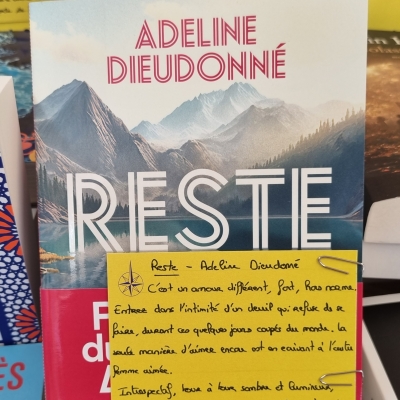 ADELINE
DIEUDONNÉ
RESTE
Reste - Adeline Dieudonné
C'est un amour différent, fort, hors norme.
Entrer dans l'intimité d'un deuil qui refuse de se
faire, durant ces quelques jours coupés du monde. La
seule manière d'aimer encore est en écrivant à l'autre
femme aimée.
Introspectif, tour à tour sombre et lumineux,